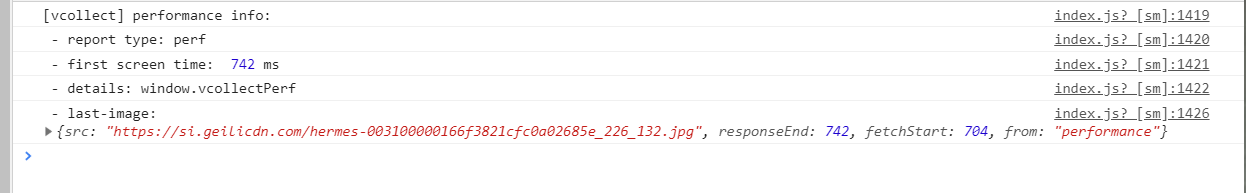 [vcollect] performance info: index.js? [sm]:1419
- report type: perf index.js? [sm]:1420
- first screen time: 742 ms index.js? [sm]:1421
- details: window.vcollectPerf index.js? [sm]:1422
- last-image: index.js? [sm]:1426
{src: "https://si.geilicdn.com/hermes-003100000166f3821cfc0a02685e_226_132.jpg", responseEnd: 742, fetchStart: 704, from: "performance"}